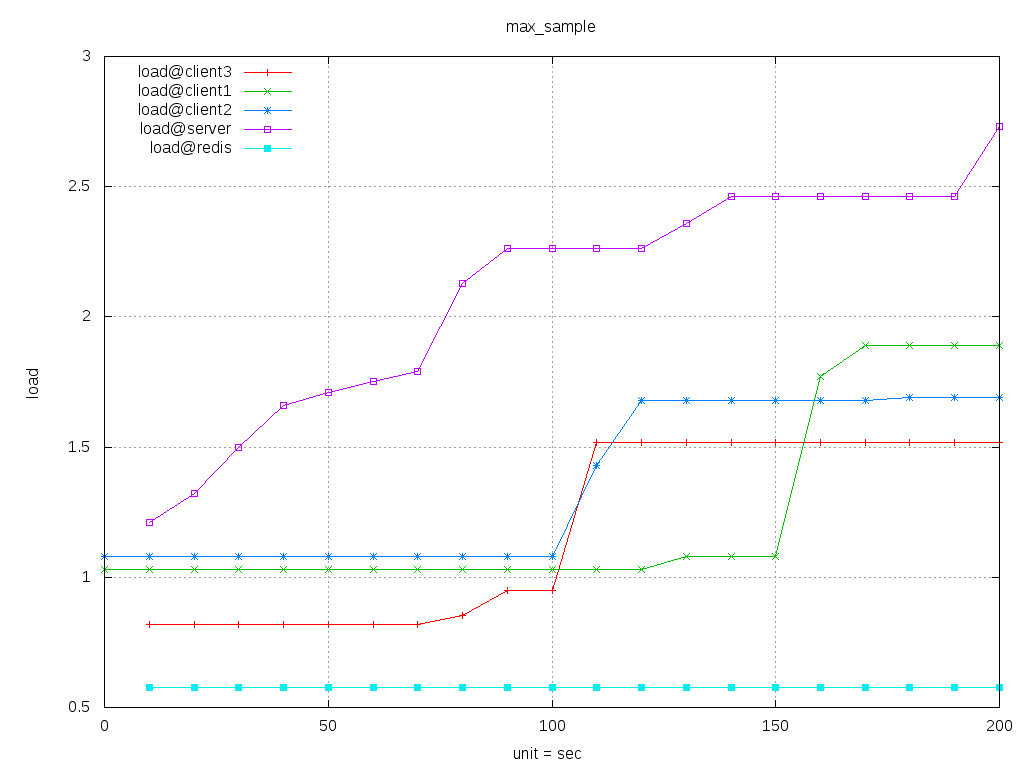 max_sample
3
2.5
2
1.5
1
0.5
load
load@client3
load@client1
load@client2
load@server
load@redis
0 50 100 150 200
unit = sec